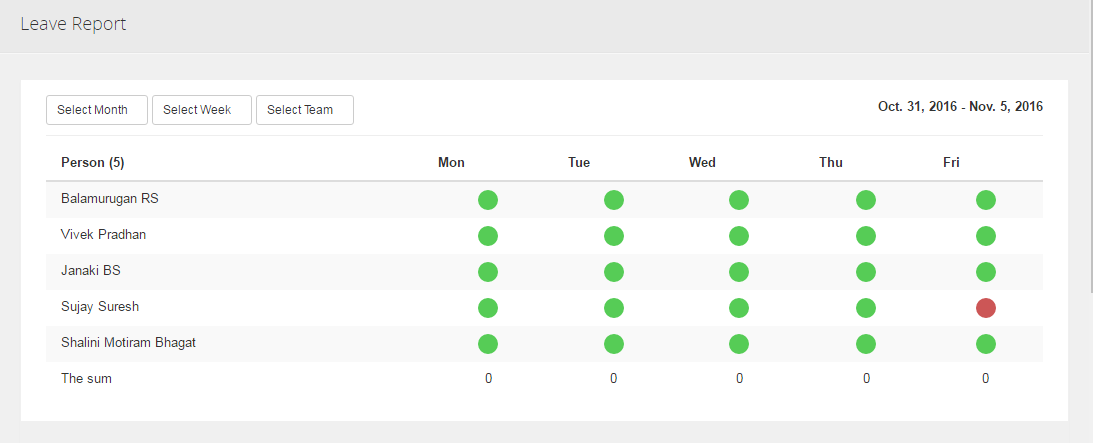 Leave Report
Select Month Select Week Select Team Oct. 31, 2016 - Nov. 5, 2016
Person (5) Mon Tue Wed Thu Fri
Balamurugan RS
Vivek Pradhan
Janaki BS
Sujay Suresh
Shalini Motiram Bhagat
The sum 0 0 0 0 0